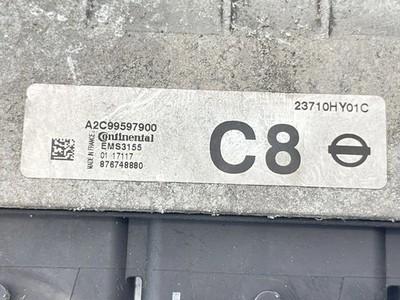 23710HY01C
A2C99597900
Continental
EMS3155
01 17117
876748880
MADE IN FRANCE
C8